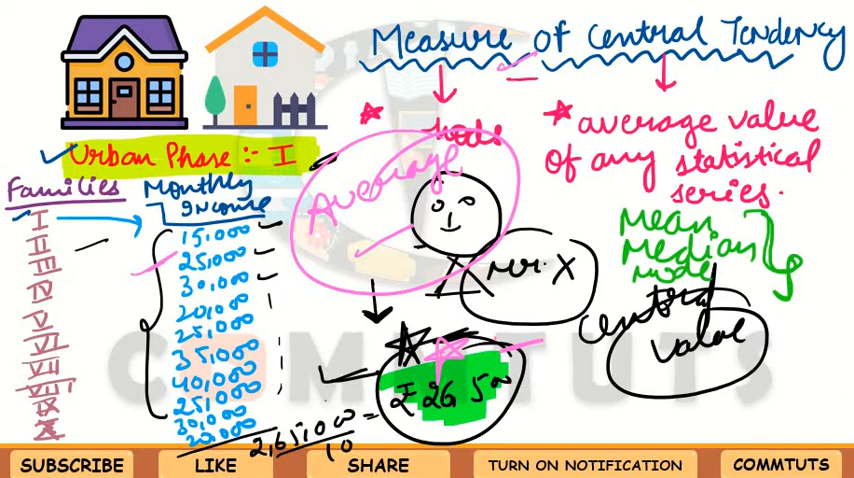 Measure of Central Tendency
✓ Urban Phase :- I
Families
Monthly
Income
I
II
III
IV
V
VI
VII
VIII
IX
X
15,000
25,000
30,000
20,000
25,000
35,000
40,000
25,000
30,000
20,000
2,65,000
10
=
₹ 26 500
* mode
Average
Mr. X
* average value
of any statistical
series.
Mean
Median
mode
Central
Value
COMMTUTS
SUBSCRIBE
LIKE
SHARE
TURN ON NOTIFICATION
COMMTUTS